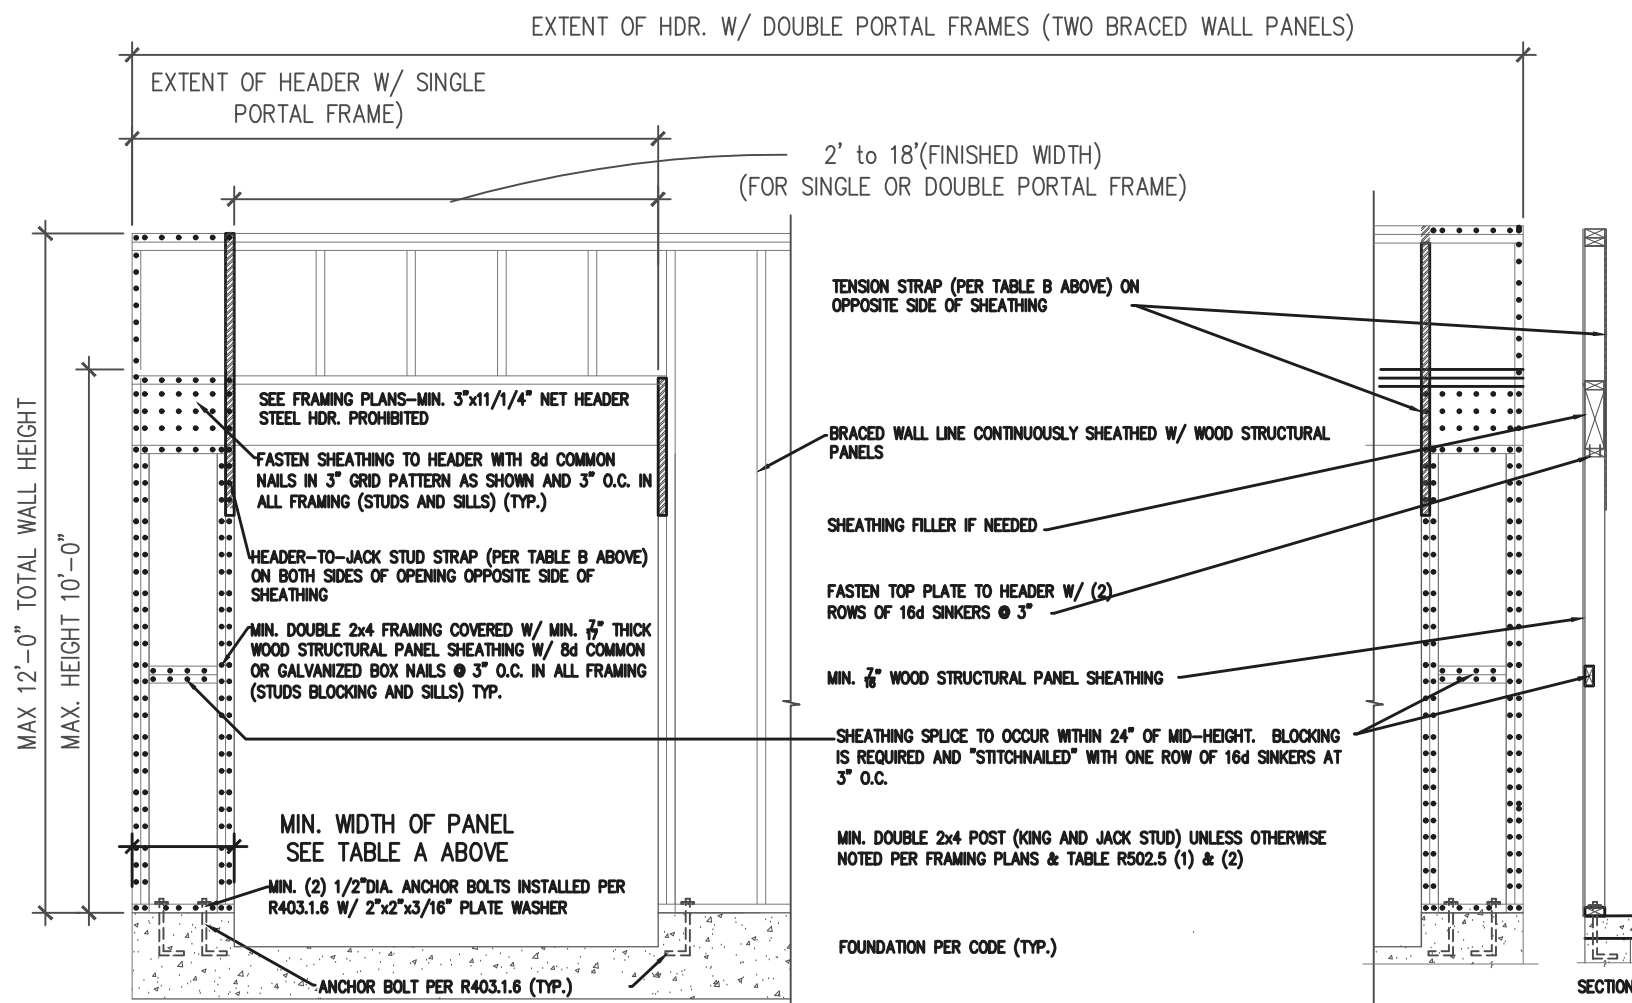 EXTENT OF HDR. W/ DOUBLE PORTAL FRAMES (TWO BRACED WALL PANELS)
EXTENT OF HEADER W/ SINGLE
PORTAL FRAME)
2' to 18'(FINISHED WIDTH)
(FOR SINGLE OR DOUBLE PORTAL FRAME)
MAX 12'-0" TOTAL WALL HEIGHT
MAX. HEIGHT 10'-0"
SEE FRAMING PLANS-MIN. 3"x11/1/4" NET HEADER
STEEL HDR. PROHIBITED
FASTEN SHEATHING TO HEADER WITH 8d COMMON
NAILS IN 3" GRID PATTERN AS SHOWN AND 3" O.C. IN
ALL FRAMING (STUDS AND SILLS) (TYP.)
HEADER-TO-JACK STUD STRAP (PER TABLE B ABOVE)
ON BOTH SIDES OF OPENING OPPOSITE SIDE OF
SHEATHING
MIN. DOUBLE 2x4 FRAMING COVERED W/ MIN. 7/17" THICK
WOOD STRUCTURAL PANEL SHEATHING W/ 8d COMMON
OR GALVANIZED BOX NAILS @ 3" O.C. IN ALL FRAMING
(STUDS BLOCKING AND SILLS) TYP.
MIN. WIDTH OF PANEL
SEE TABLE A ABOVE
MIN. (2) 1/2"DIA. ANCHOR BOLTS INSTALLED PER
R403.1.6 W/ 2"x2"x3/16" PLATE WASHER
ANCHOR BOLT PER R403.1.6 (TYP.)
TENSION STRAP (PER TABLE B ABOVE) ON
OPPOSITE SIDE OF SHEATHING
BRACED WALL LINE CONTINUOUSLY SHEATHED W/ WOOD STRUCTURAL
PANELS
SHEATHING FILLER IF NEEDED
FASTEN TOP PLATE TO HEADER W/ (2)
ROWS OF 16d SINKERS @ 3"
MIN. 7/16" WOOD STRUCTURAL PANEL SHEATHING
SHEATHING SPLICE TO OCCUR WITHIN 24" OF MID-HEIGHT. BLOCKING
IS REQUIRED AND "STITCHNAILED" WITH ONE ROW OF 16d SINKERS AT
3" O.C.
MIN. DOUBLE 2x4 POST (KING AND JACK STUD) UNLESS OTHERWISE
NOTED PER FRAMING PLANS & TABLE R502.5 (1) & (2)
FOUNDATION PER CODE (TYP.)
SECTION